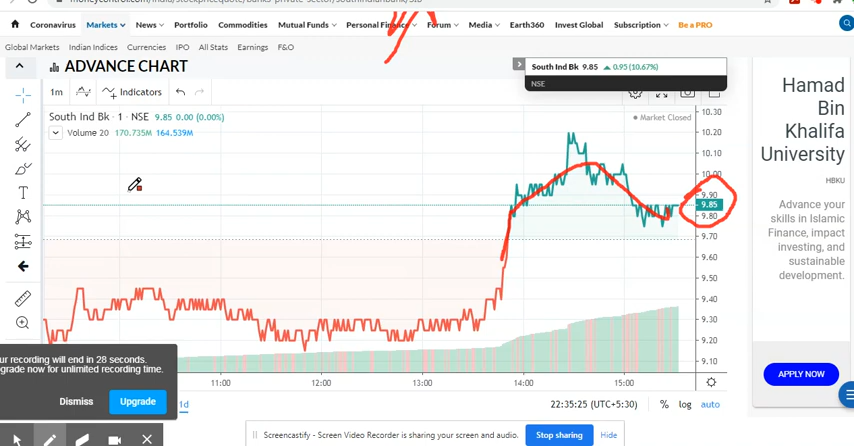 Coronavirus Markets News Portfolio Commodities Mutual Funds Personal Finance Forum Media Earth360 Invest Global Subscription Be a PRO
Global Markets Indian Indices Currencies IPO All Stats Earnings F&O
ADVANCE CHART
South Ind Bk 9.85 0.95 (10.67%)
NSE
1m Indicators
South Ind Bk · 1 · NSE 9.85 0.00 (0.00%)
Market Closed
Volume 20 170.735M 164.539M
10.30
10.20
10.10
10.00
9.90
9.85
9.80
9.70
9.60
9.50
9.40
9.30
9.20
9.10
11:00 12:00 13:00 14:00 15:00
1d
22:35:25 (UTC+5:30) % log auto
ur recording will end in 28 seconds.
grade now for unlimited recording time.
Dismiss Upgrade
Screencastify - Screen Video Recorder is sharing your screen and audio. Stop sharing Hide
Hamad
Bin
Khalifa
University
HBKU
Advance your
skills in Islamic
Finance, impact
investing, and
sustainable
development.
APPLY NOW